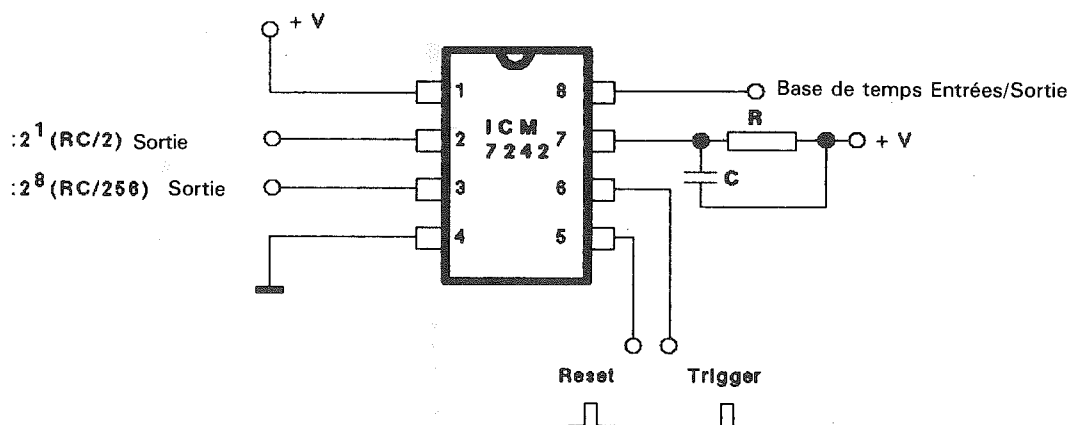 + V
1
8
Base de temps Entrées/Sortie
:2¹(RC/2) Sortie
2
ICM
7242
7
R
+ V
:2⁸(RC/256) Sortie
3
6
C
4
5
Reset
Trigger